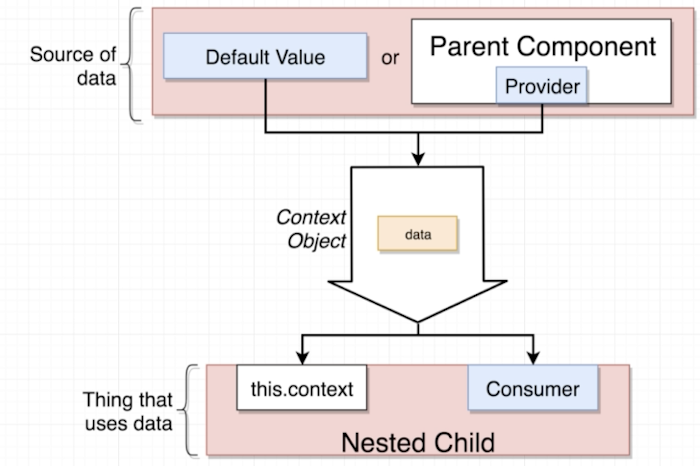 Source of
data
Default Value
or
Parent Component
Provider
Context
Object
data
Thing that
uses data
this.context
Consumer
Nested Child